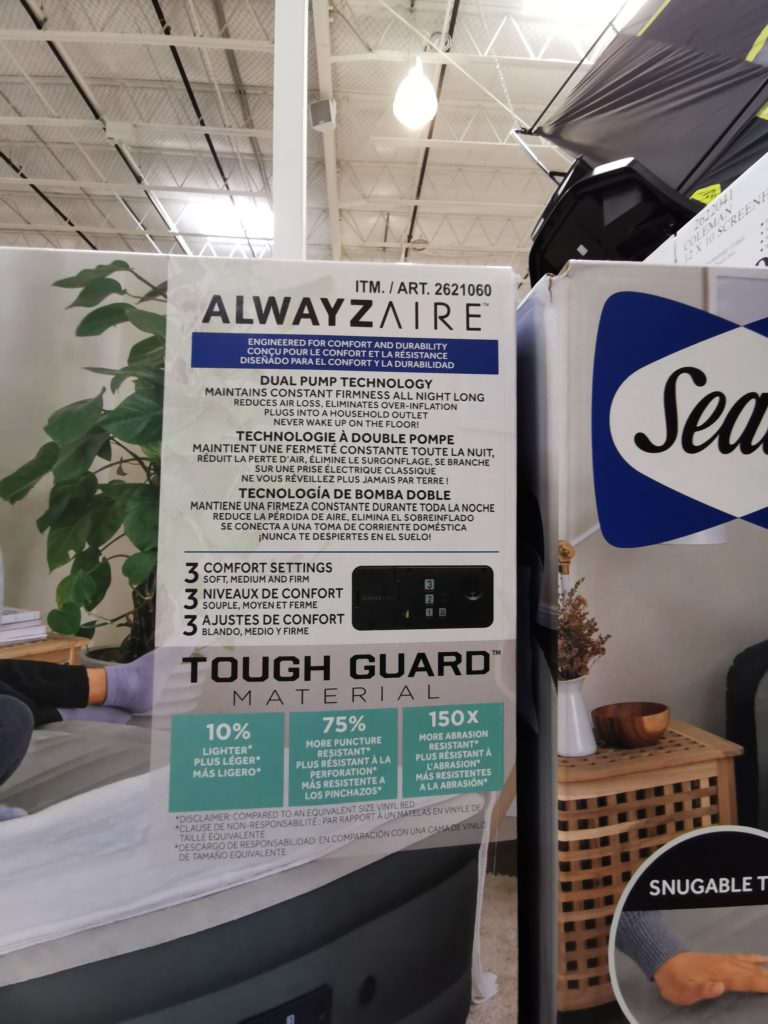 ITM. / ART. 2621060
ALWAYZAIRE™
ENGINEERED FOR COMFORT AND DURABILITY
CONÇU POUR LE CONFORT ET LA RÉSISTANCE
DISEÑADO PARA EL CONFORT Y LA DURABILIDAD
DUAL PUMP TECHNOLOGY
MAINTAINS CONSTANT FIRMNESS ALL NIGHT LONG
REDUCES AIR LOSS, ELIMINATES OVER-INFLATION
PLUGS INTO A HOUSEHOLD OUTLET
NEVER WAKE UP ON THE FLOOR!
TECHNOLOGIE À DOUBLE POMPE
MAINTIENT UNE FERMETÉ CONSTANTE TOUTE LA NUIT,
RÉDUIT LA PERTE D'AIR, ÉLIMINE LE SURGONFLAGE, SE BRANCHE
SUR UNE PRISE ÉLECTRIQUE CLASSIQUE
NE VOUS RÉVEILLEZ PLUS JAMAIS PAR TERRE !
TECNOLOGÍA DE BOMBA DOBLE
MANTIENE UNA FIRMEZA CONSTANTE DURANTE TODA LA NOCHE
REDUCE LA PÉRDIDA DE AIRE, ELIMINA EL SOBREINFLADO
SE CONECTA A UNA TOMA DE CORRIENTE DOMÉSTICA
¡NUNCA TE DESPIERTES EN EL SUELO!
3 COMFORT SETTINGS
SOFT, MEDIUM AND FIRM
3 NIVEAUX DE CONFORT
SOUPLE, MOYEN ET FERME
3 AJUSTES DE CONFORT
BLANDO, MEDIO Y FIRME
3
2
1
TOUGH GUARD™
MATERIAL
10%
LIGHTER*
PLUS LÉGER*
MÁS LIGERO*
75%
MORE PUNCTURE
RESISTANT*
PLUS RÉSISTANT À LA
PERFORATION*
MÁS RESISTENTE A
LOS PINCHAZOS*
150X
MORE ABRASION
RESISTANT*
PLUS RÉSISTANT À
L'ABRASION*
MÁS RESISTENTES
A LA ABRASIÓN*
*DISCLAIMER: COMPARED TO AN EQUIVALENT SIZE VINYL BED
*CLAUSE DE NON-RESPONSABILITÉ : PAR RAPPORT À UN MATELAS EN VINYLE DE
TAILLE ÉQUIVALENTE
*DESCARGO DE RESPONSABILIDAD: EN COMPARACIÓN CON UNA CAMA DE VINILO
DE TAMAÑO EQUIVALENTE
2622041
COLEMAN
12 X 10 SCREENH
Sea
SNUGABLE T